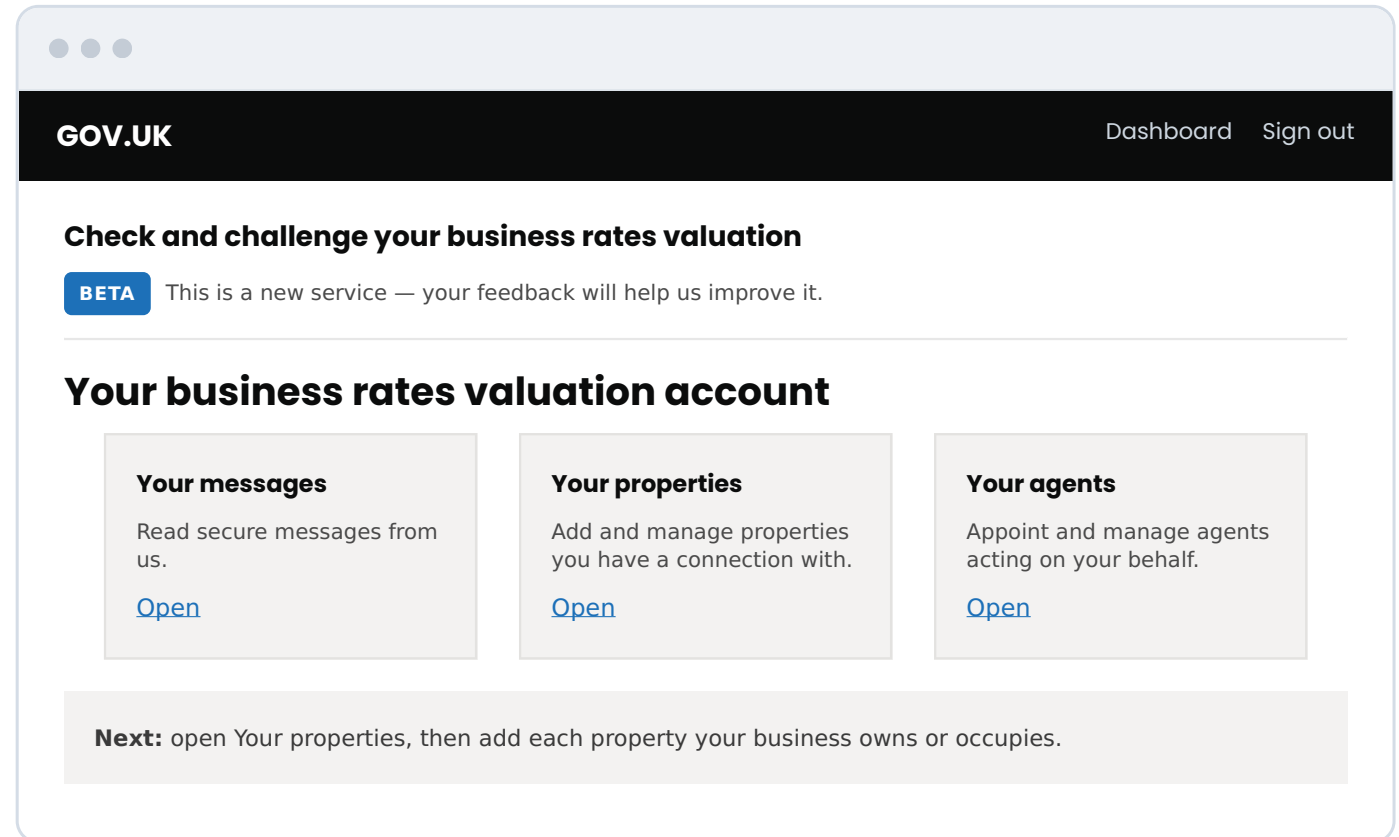 GOV.UK
Dashboard
Sign out
Check and challenge your business rates valuation
BETA This is a new service — your feedback will help us improve it.
Your business rates valuation account
Your messages
Read secure messages from
us.
Open
Your properties
Add and manage properties
you have a connection with.
Open
Your agents
Appoint and manage agents
acting on your behalf.
Open
Next: open Your properties, then add each property your business owns or occupies.